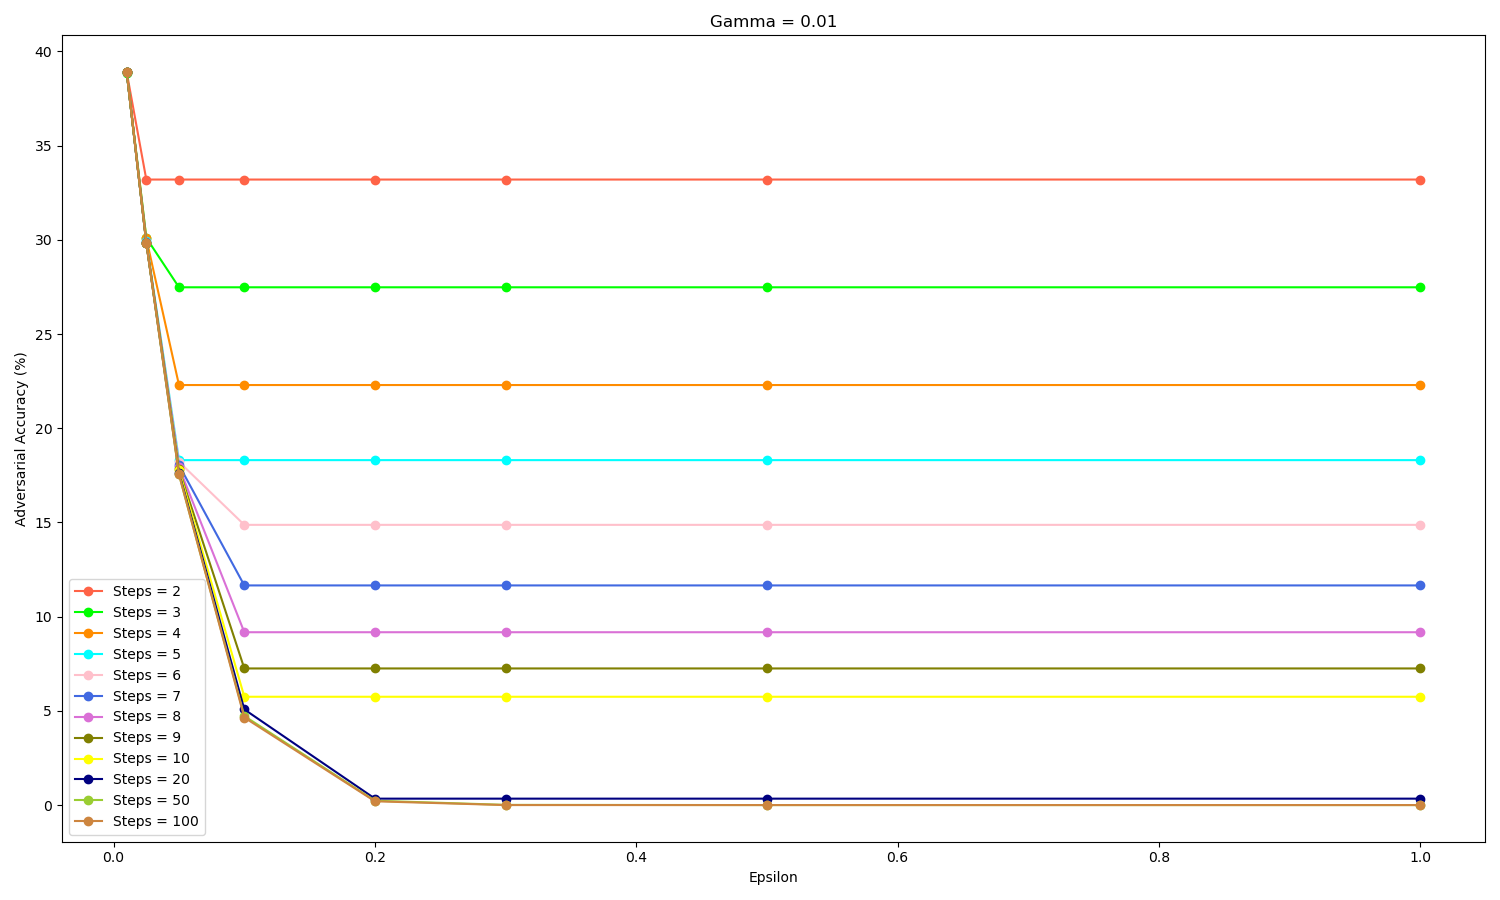 Gamma = 0.01
Adversarial Accuracy (%)
40
35
30
25
20
15
10
5
0
Steps = 2
Steps = 3
Steps = 4
Steps = 5
Steps = 6
Steps = 7
Steps = 8
Steps = 9
Steps = 10
Steps = 20
Steps = 50
Steps = 100
0.0
0.2
0.4
0.6
0.8
1.0
Epsilon